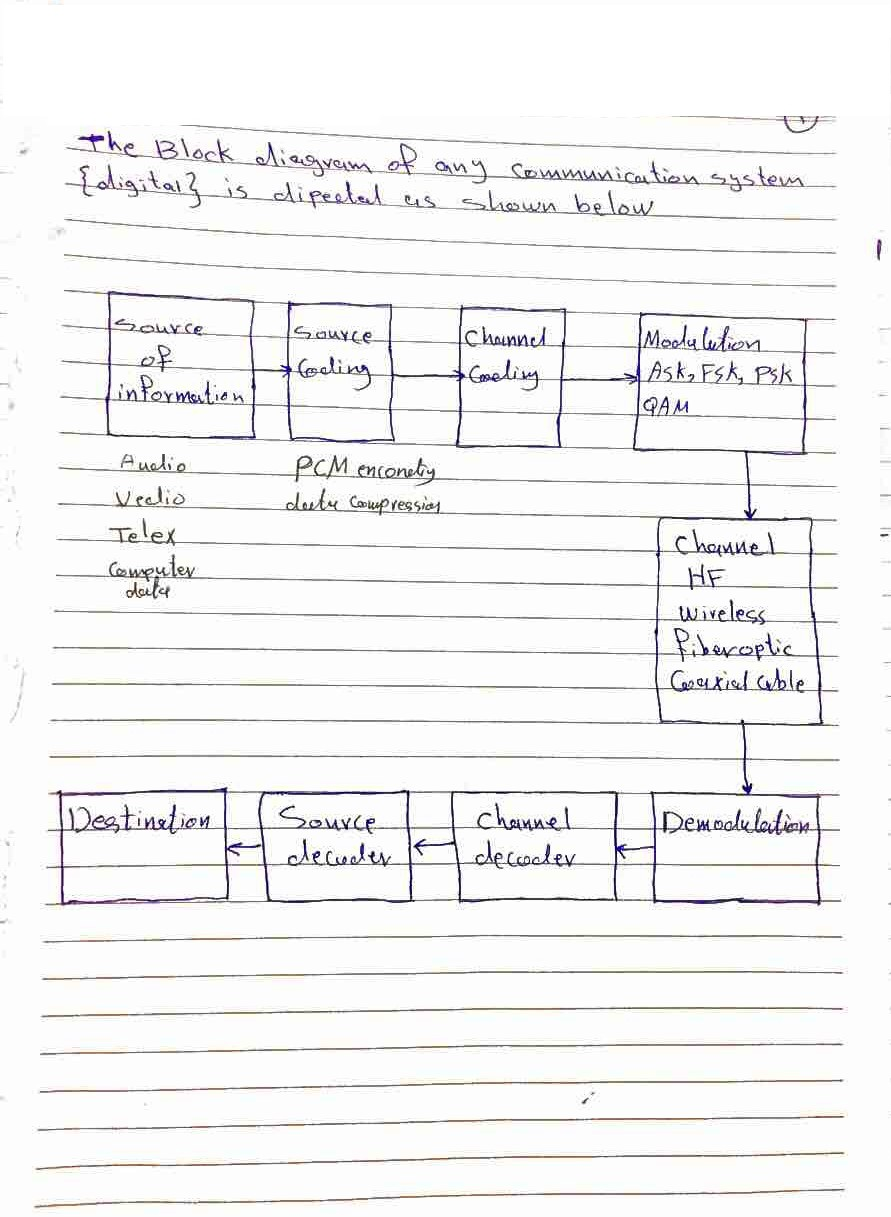 The Block diagram of any communication system
{digital} is dipected as shown below
Source
of
information
Source
Coding
Channel
Coding
Modulation
Ask, Fsk, Psk
QAM
Audio
Vedio
Telex
Computer
data
PCM
data compression
Channel
HF
wireless
fiberoptic
Coaxial cable
Destination
Source
decoder
channel
decoder
Demodulation